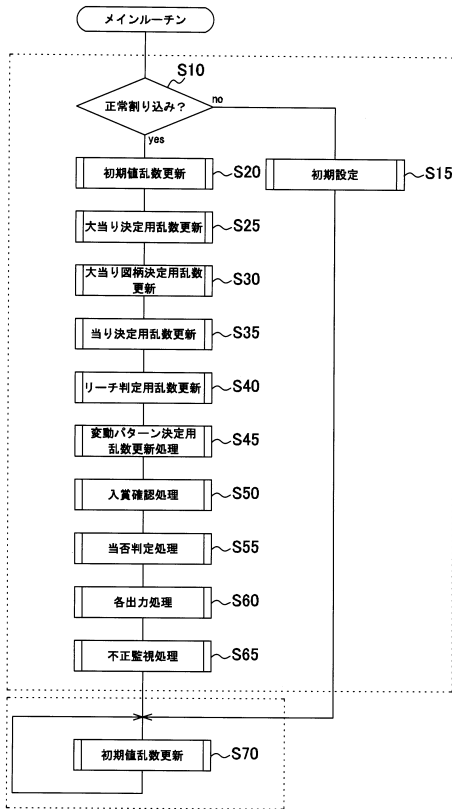 メインルーチン
S10
正常割り込み?
no
yes
初期値乱数更新
S20
初期設定
S15
大当り決定用乱数更新
S25
大当り図柄決定用乱数
更新
S30
当り決定用乱数更新
S35
リーチ判定用乱数更新
S40
変動パターン決定用
乱数更新処理
S45
入賞確認処理
S50
当否判定処理
S55
各出力処理
S60
不正監視処理
S65
初期値乱数更新
S70